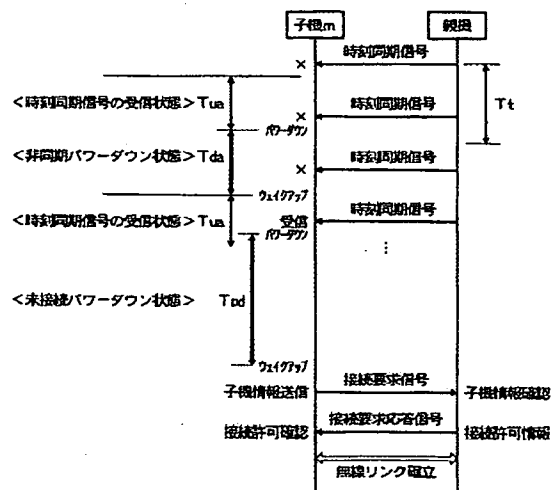 子機m 親機
× 時刻同期信号
<時刻同期信号の受信状態> Tua Tt
× 時刻同期信号
パワーダウン
<非同期パワーダウン状態> Tda
× 時刻同期信号
ウェイクアップ
<時刻同期信号の受信状態> Tua
受信 時刻同期信号
パワーダウン
⋮
<未接続パワーダウン状態> Tpd
ウェイクアップ
子機情報送信 接続要求信号 子機情報確認
接続許可確認 接続要求応答信号 接続許可情報
無線リンク確立